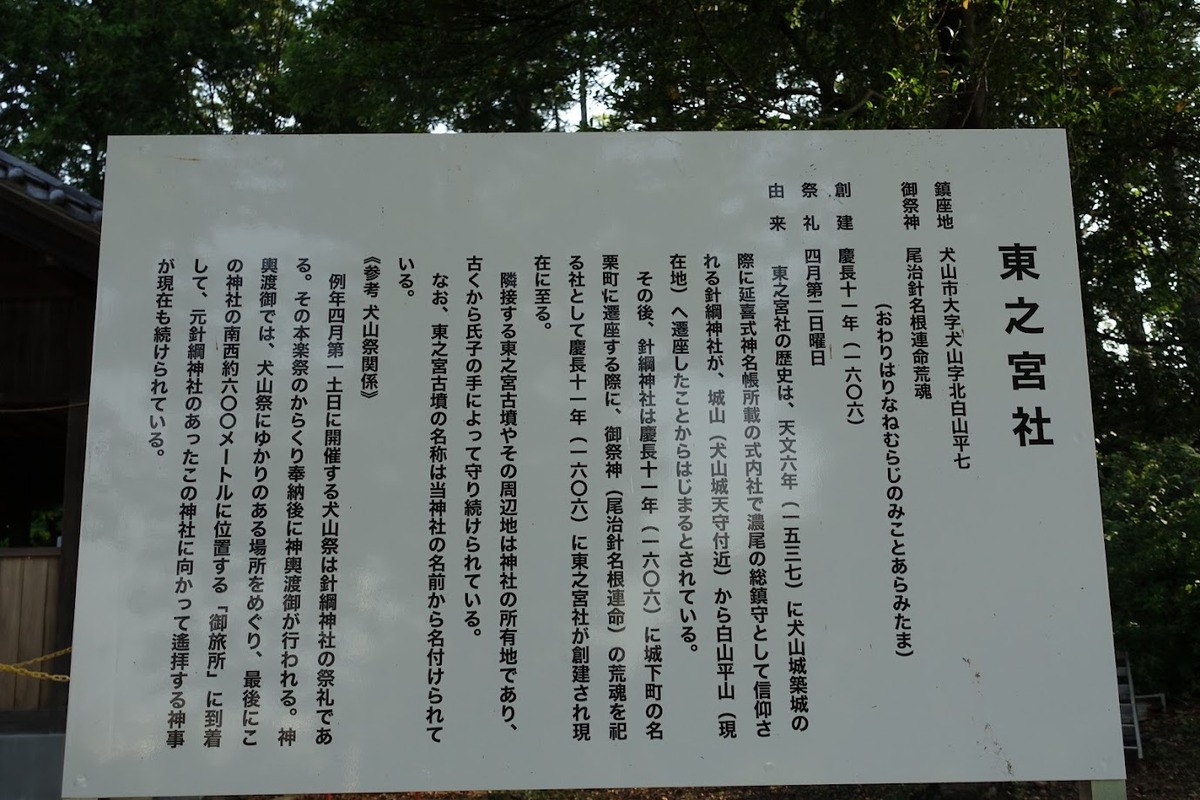 東之宮社
鎮座地　犬山市大字犬山字北白山平七
御祭神　尾治針名根連命荒魂
（おわりはりなねむらじのみことあらみたま）
創　建　慶長十一年（一六〇六）
祭　礼　四月第二日曜日
由　来　東之宮社の歴史は、天文六年（一五三七）に犬山城築城の
際に延喜式神名帳所載の式内社で濃尾の総鎮守として信仰さ
れる針綱神社が、城山（犬山城天守付近）から白山平山（現
在地）へ遷座したことからはじまるとされている。
その後、針綱神社は慶長十一年（一六〇六）に城下町の名
栗町に遷座する際に、御祭神（尾治針名根連命）の荒魂を祀
る社として慶長十一年（一六〇六）に東之宮社が創建され現
在に至る。
隣接する東之宮古墳やその周辺地は神社の所有地であり、
古くから氏子の手によって守り続けられている。
なお、東之宮古墳の名称は当神社の名前から名付けられて
いる。
《参考 犬山祭関係》
例年四月第一土日に開催する犬山祭は針綱神社の祭礼であ
る。その本楽祭のからくり奉納後に神輿渡御が行われる。神
輿渡御では、犬山祭にゆかりのある場所をめぐり、最後にこ
の神社の南西約六〇〇メートルに位置する「御旅所」に到着
して、元針綱神社のあったこの神社に向かって遙拝する神事
が現在も続けられている。